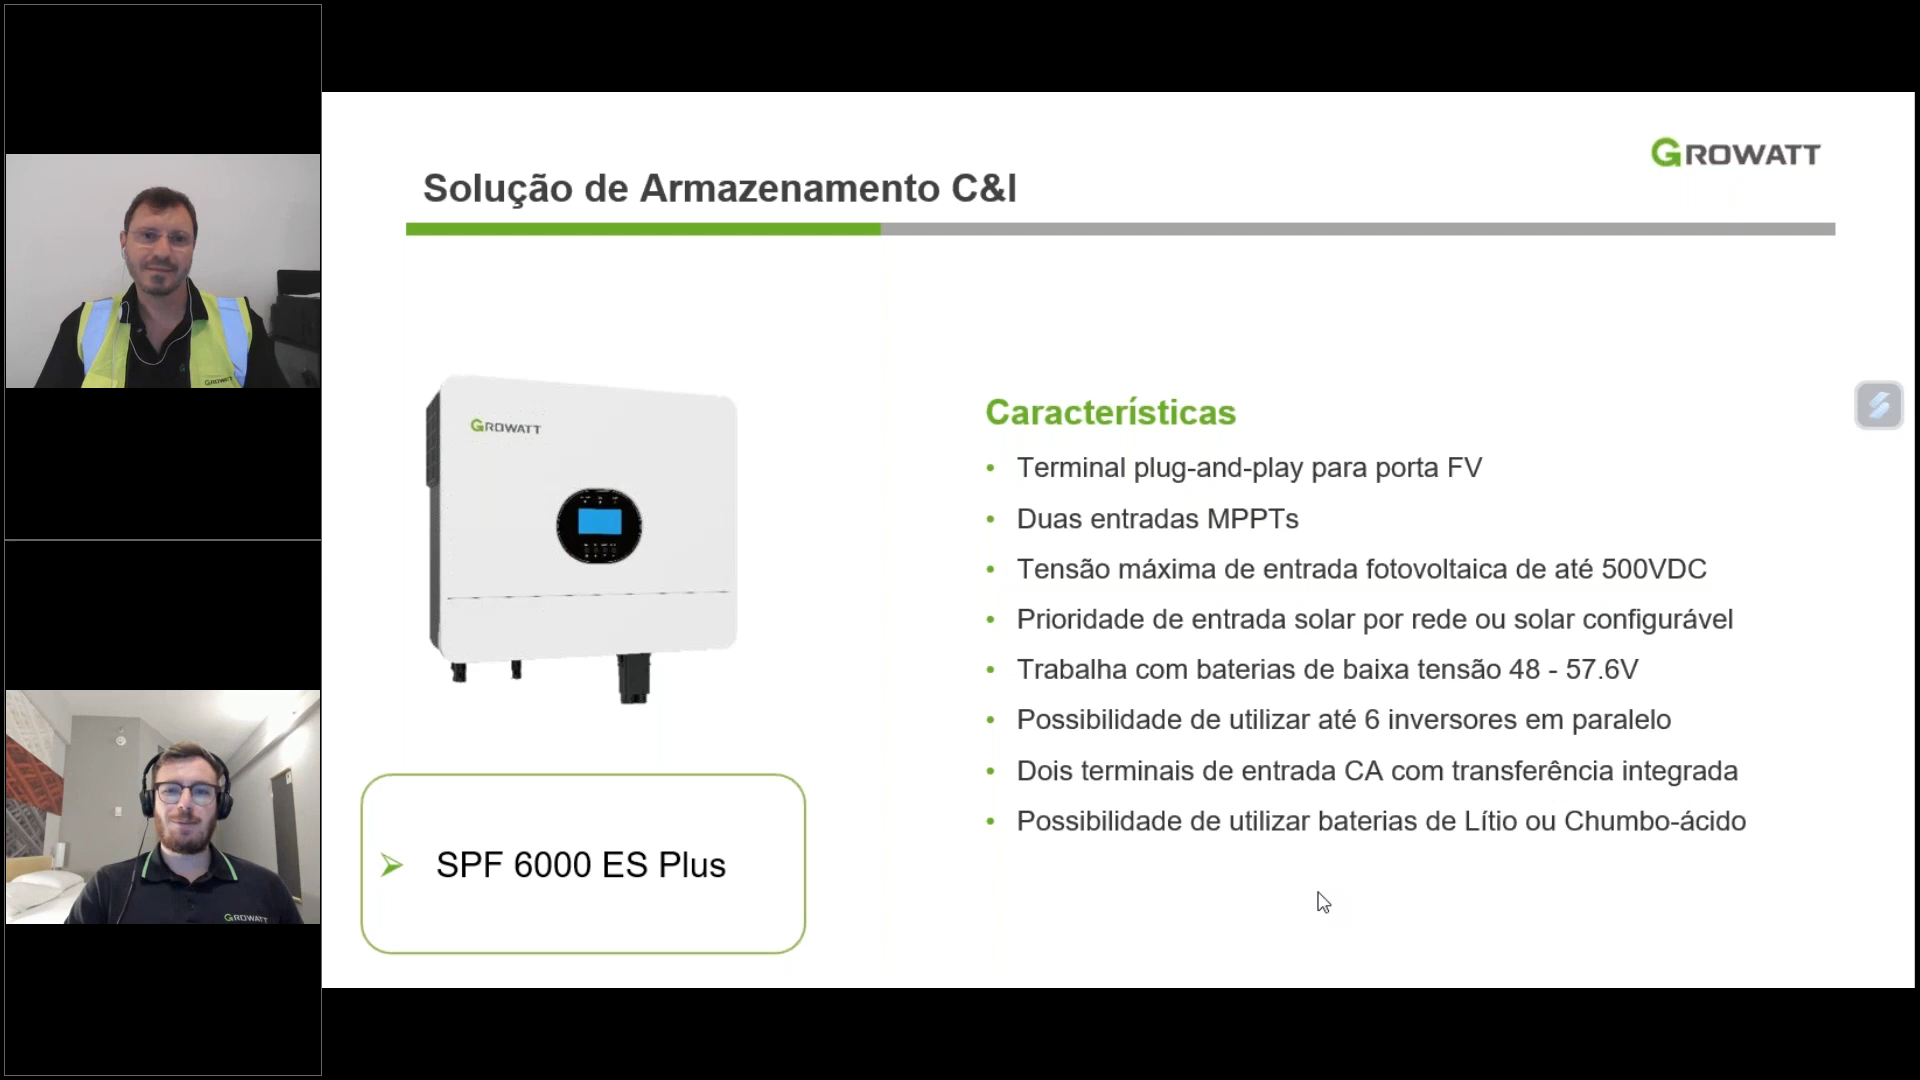 GROWATT
Solução de Armazenamento C&I
GROWATT
Características
• Terminal plug-and-play para porta FV
• Duas entradas MPPTs
• Tensão máxima de entrada fotovoltaica de até 500VDC
• Prioridade de entrada solar por rede ou solar configurável
• Trabalha com baterias de baixa tensão 48 - 57.6V
• Possibilidade de utilizar até 6 inversores em paralelo
• Dois terminais de entrada CA com transferência integrada
• Possibilidade de utilizar baterias de Lítio ou Chumbo-ácido
➢ SPF 6000 ES Plus
GROWATT
GROWATT